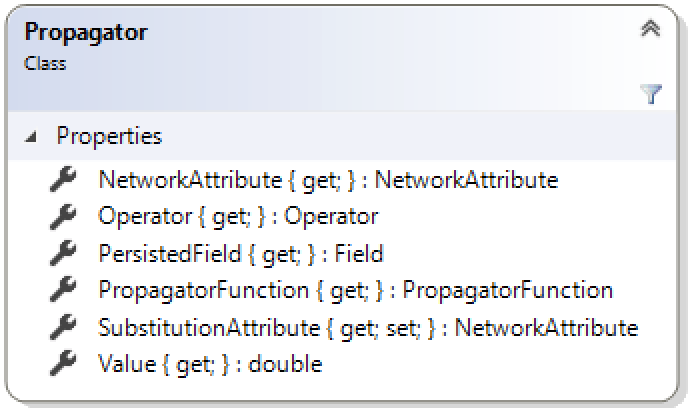 Propagator
Class
Properties
NetworkAttribute { get; } : NetworkAttribute
Operator { get; } : Operator
PersistedField { get; } : Field
PropagatorFunction { get; } : PropagatorFunction
SubstitutionAttribute { get; set; } : NetworkAttribute
Value { get; } : double